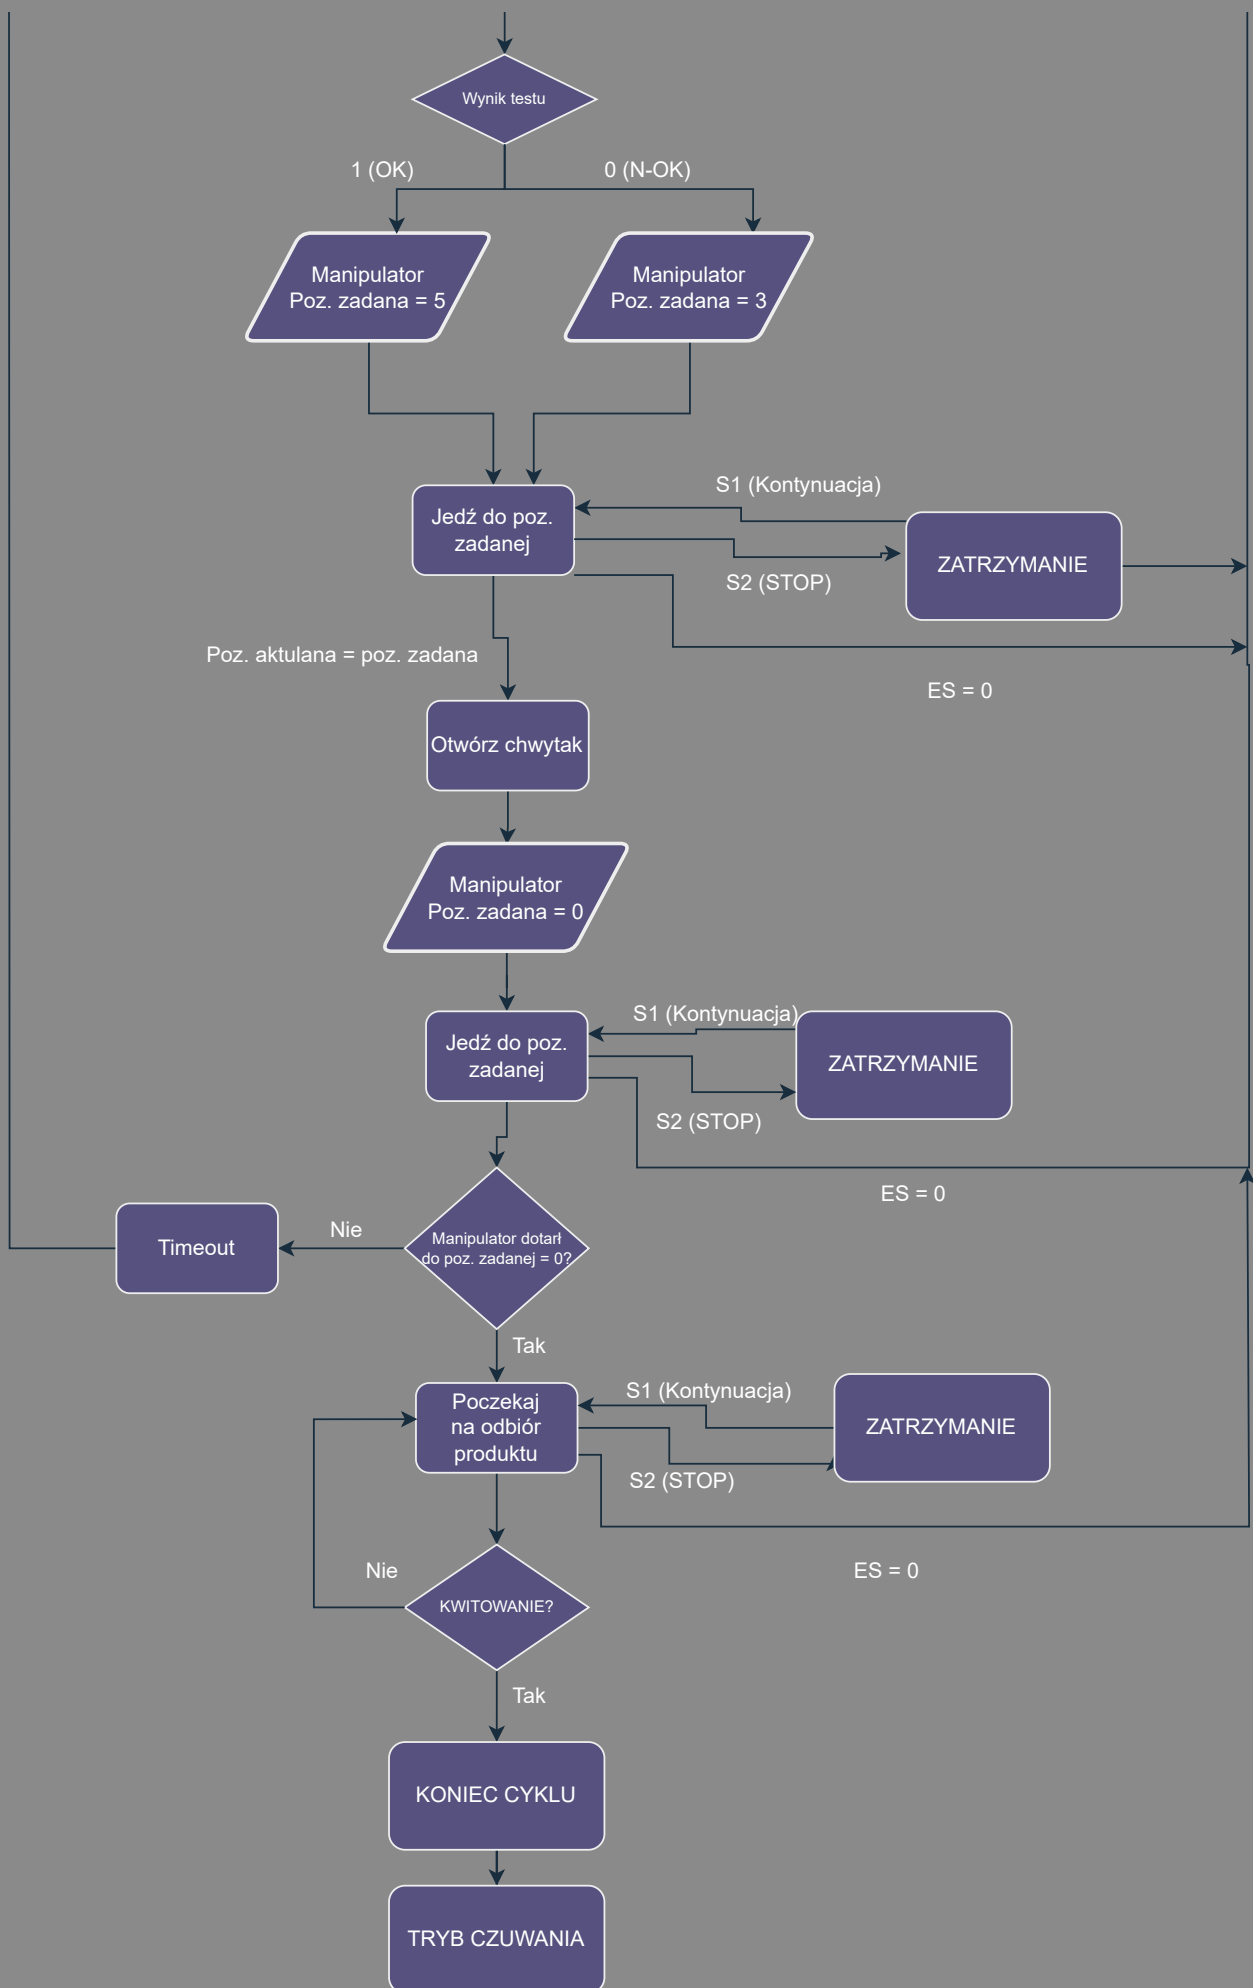 Wynik testu
1 (OK)
0 (N-OK)
Manipulator
Poz. zadana = 5
Manipulator
Poz. zadana = 3
S1 (Kontynuacja)
Jedź do poz.
zadanej
ZATRZYMANIE
S2 (STOP)
Poz. aktulana = poz. zadana
ES = 0
Otwórz chwytak
Manipulator
Poz. zadana = 0
S1 (Kontynuacja)
Jedź do poz.
zadanej
ZATRZYMANIE
S2 (STOP)
ES = 0
Manipulator dotarł
do poz. zadanej = 0?
Nie
Timeout
Tak
Poczekaj
na odbiór
produktu
S1 (Kontynuacja)
ZATRZYMANIE
S2 (STOP)
ES = 0
Nie
KWITOWANIE?
Tak
KONIEC CYKLU
TRYB CZUWANIA